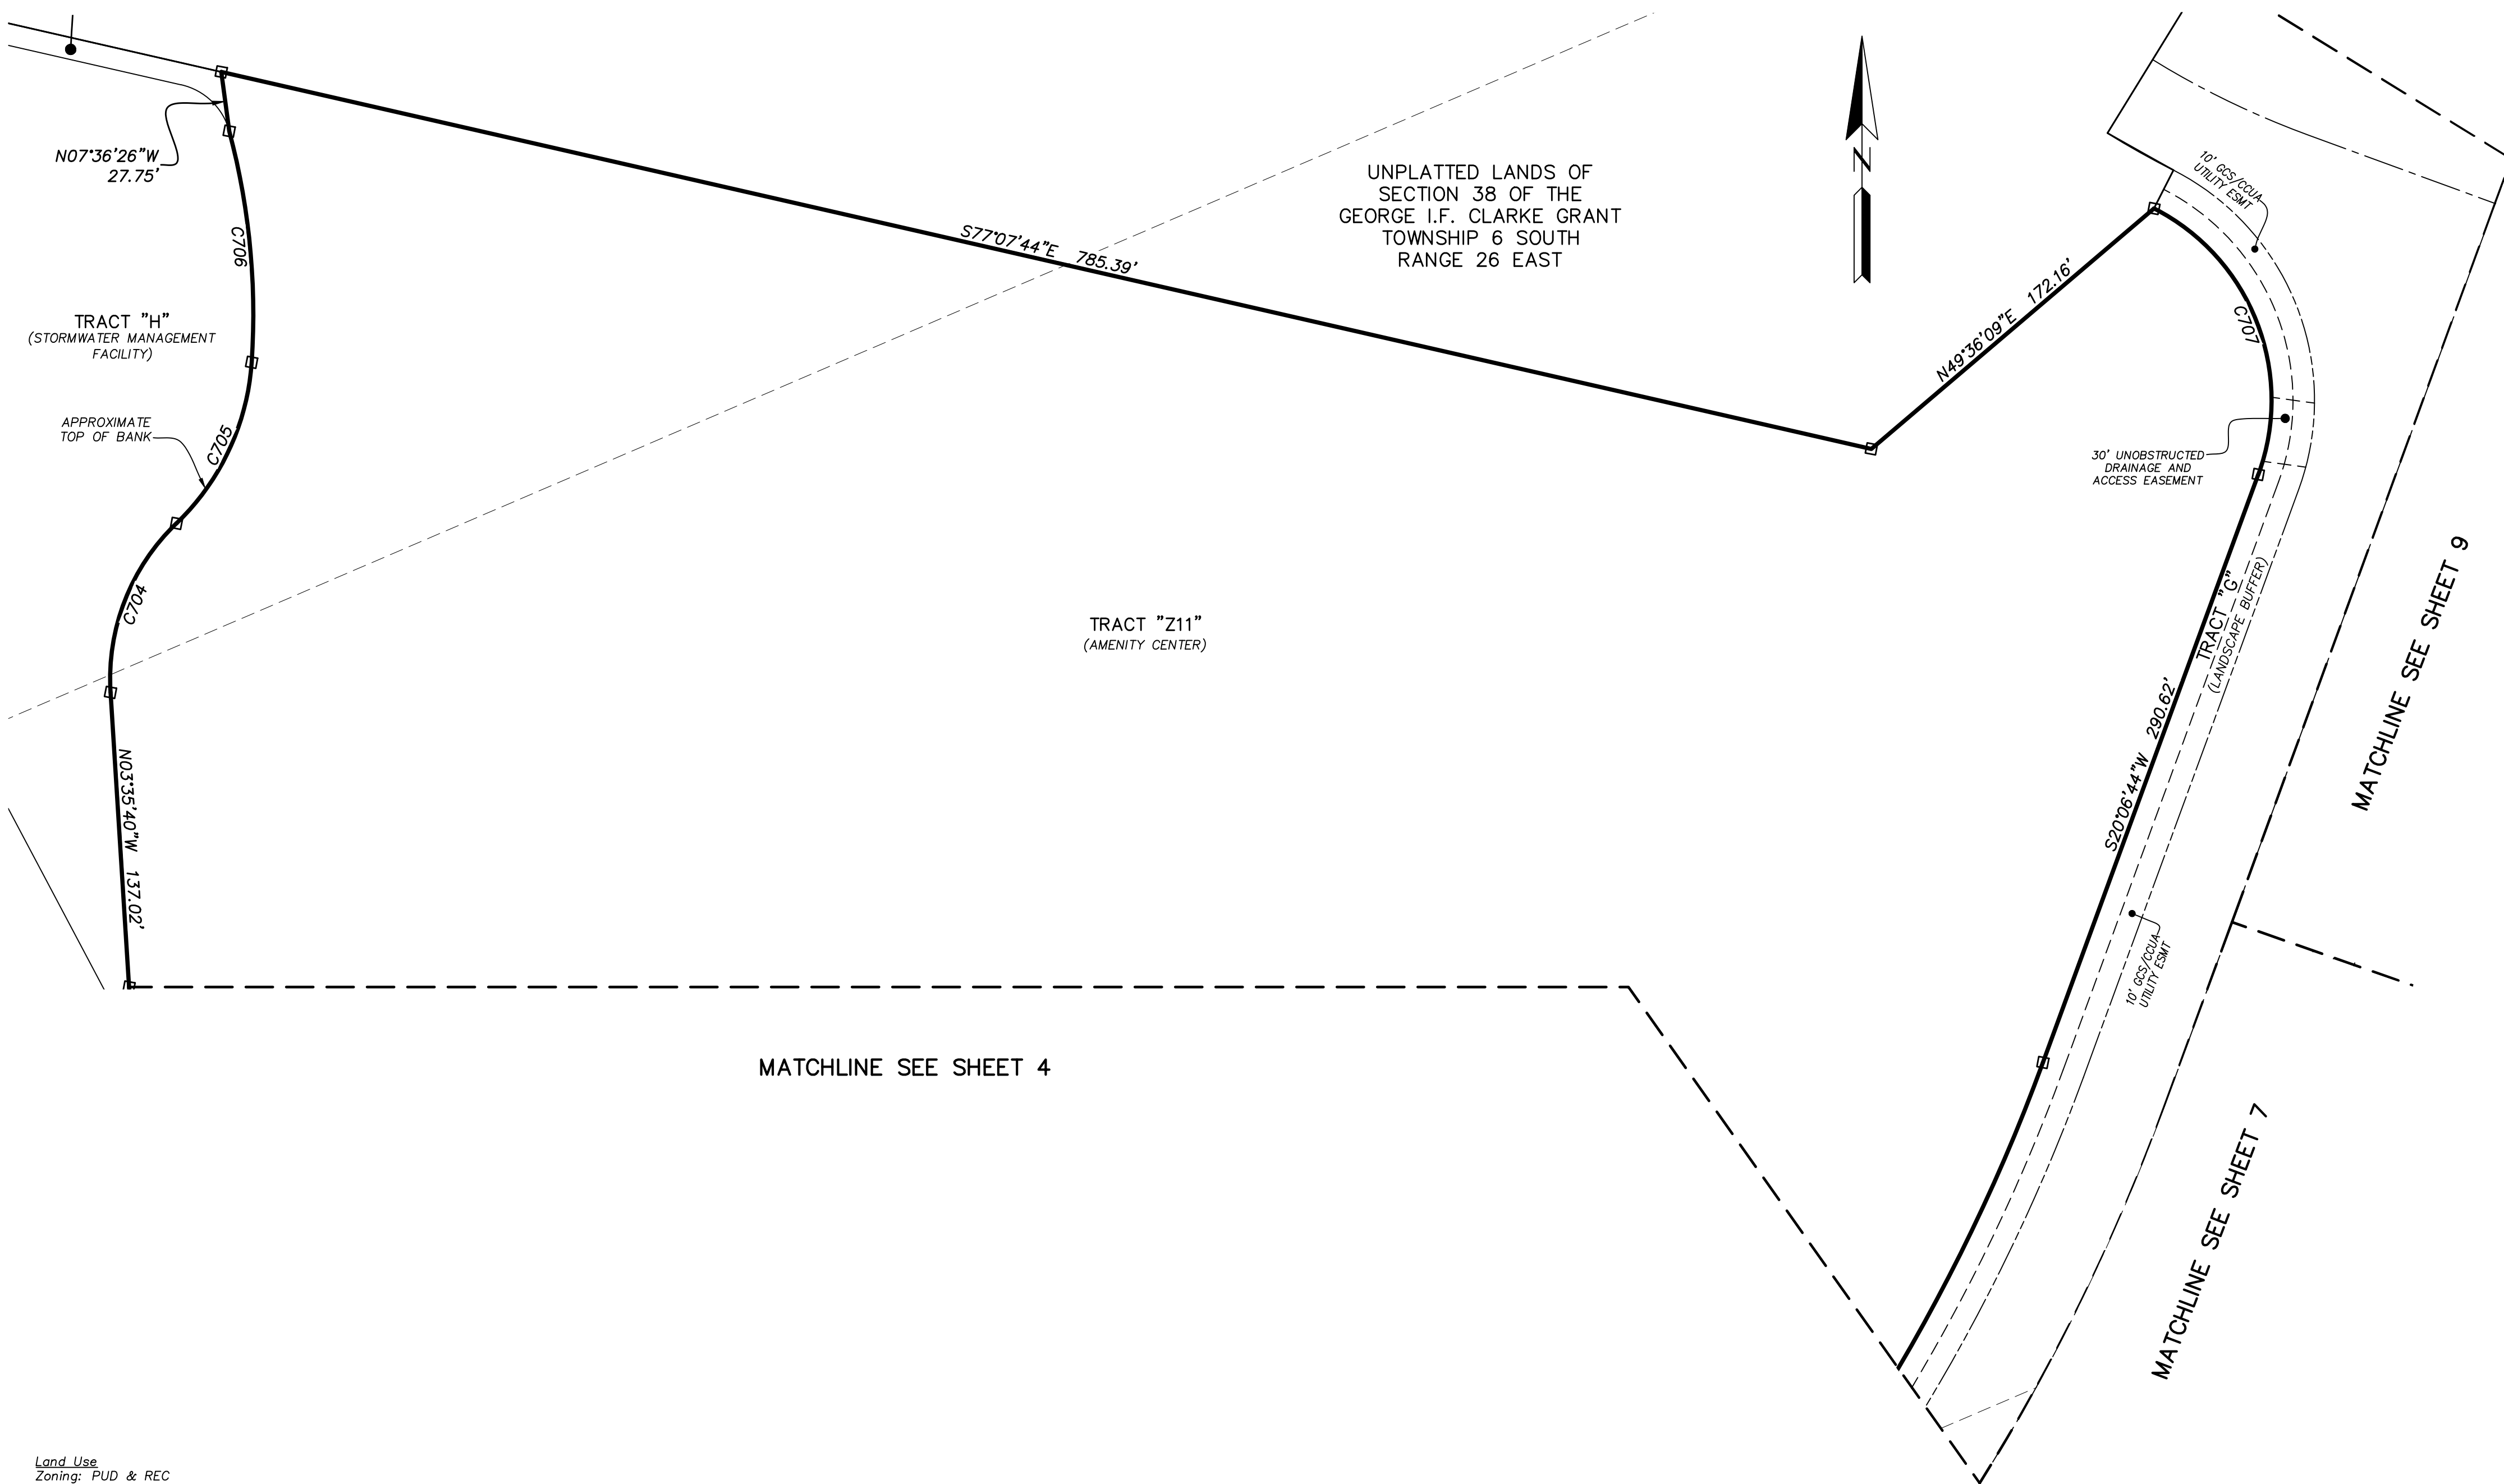 N07°36'26"W
27.75'
C706
TRACT "H"
(STORMWATER MANAGEMENT
FACILITY)
APPROXIMATE
TOP OF BANK
C705
C704
N03°35'40"W 137.02'
S77°07'44"E 785.39'
UNPLATTED LANDS OF
SECTION 38 OF THE
GEORGE I.F. CLARKE GRANT
TOWNSHIP 6 SOUTH
RANGE 26 EAST
N
N49°36'09"E 172.16'
10' GCS/CCUA
UTILITY ESMT
C707
30' UNOBSTRUCTED
DRAINAGE AND
ACCESS EASEMENT
TRACT "Z11"
(AMENITY CENTER)
TRACT "G"
(LANDSCAPE BUFFER)
S20°06'44"W 290.62'
10' GCS/CCUA
UTILITY ESMT
MATCHLINE SEE SHEET 9
MATCHLINE SEE SHEET 4
MATCHLINE SEE SHEET 7
Land Use
Zoning: PUD & REC